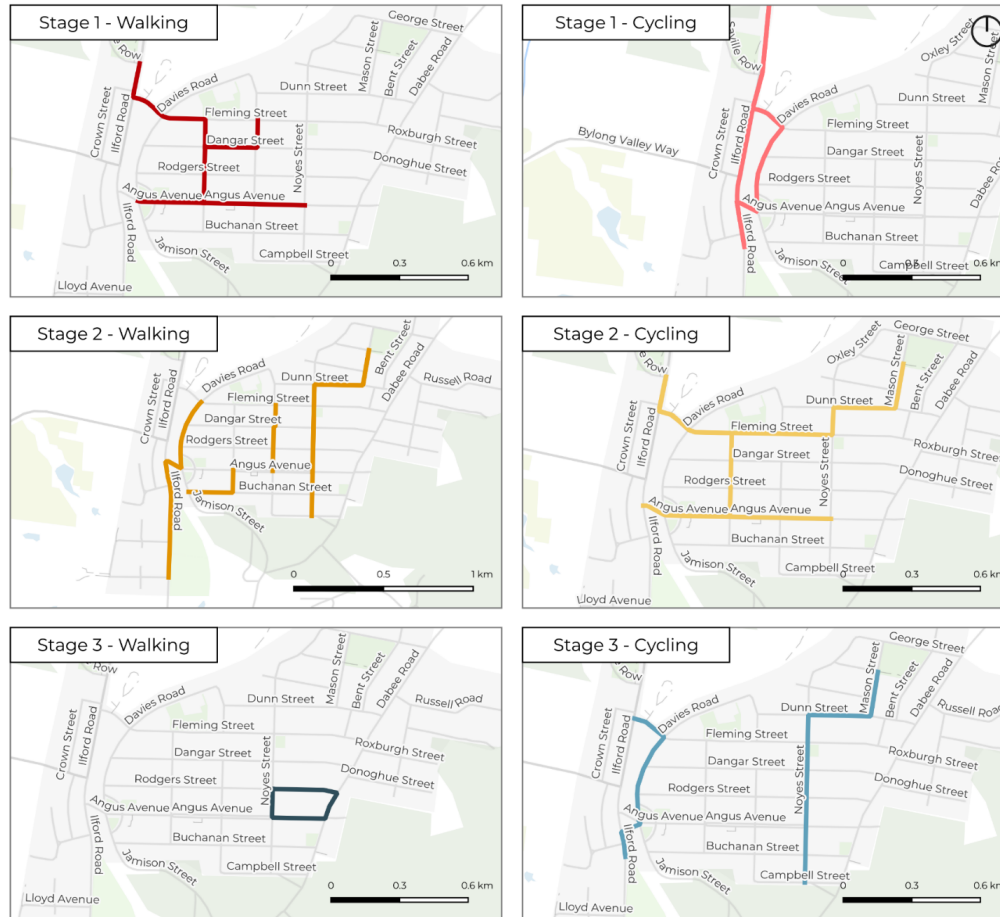 Stage 1 - Walking
George Street
Mason Street
Bent Street
Dabee Road
Row
Davies Road
Dunn Street
Crown Street
Ilford Road
Fleming Street
Dangar Street
Roxburgh Street
Noyes Street
Donoghue Street
Rodgers Street
Angus Avenue Angus Avenue
Ilford Road
Buchanan Street
Jamison Street
Campbell Street
0 0.3 0.6 km
Lloyd Avenue
Stage 1 - Cycling
Saville Row
Oxley Street
Mason Street
Davies Road
Dunn Street
Crown Street
Ilford Road
Fleming Street
Bylong Valley Way
Dangar Street
Noyes Street
Rodgers Street
Dabee Road
Angus Avenue Angus Avenue
Ilford Road
Buchanan Street
Jamison Street
Campbell Street
0 0.3 0.6 km
Stage 2 - Walking
Bent Street
Dabee Road
Davies Road
Dunn Street
Russell Road
Crown Street
Ilford Road
Fleming Street
Dangar Street
Rodgers Street
Angus Avenue
Buchanan Street
Ilford Road
Jamison Street
0 0.5 1 km
Stage 2 - Cycling
Oxley Street
George Street
Row
Mason Street
Bent Street
Dabee Road
Davies Road
Dunn Street
Crown Street
Ilford Road
Fleming Street
Roxburgh Street
Dangar Street
Noyes Street
Donoghue Street
Rodgers Street
Angus Avenue Angus Avenue
Ilford Road
Buchanan Street
Jamison Street
Campbell Street
0 0.3 0.6 km
Lloyd Avenue
Stage 3 - Walking
Row
Mason Street
Bent Street
Dabee Road
Davies Road
Dunn Street
Russell Road
Crown Street
Ilford Road
Fleming Street
Dangar Street
Noyes Street
Roxburgh Street
Donoghue Street
Rodgers Street
Angus Avenue Angus Avenue
Ilford Road
Buchanan Street
Jamison Street
Campbell Street
0 0.3 0.6 km
Lloyd Avenue
Stage 3 - Cycling
George Street
Row
Mason Street
Bent Street
Dabee Road
Davies Road
Dunn Street
Russell Road
Crown Street
Ilford Road
Fleming Street
Dangar Street
Noyes Street
Roxburgh Street
Donoghue Street
Rodgers Street
Angus Avenue Angus Avenue
Ilford Road
Buchanan Street
Jamison Street
Campbell Street
0 0.3 0.6 km
Lloyd Avenue